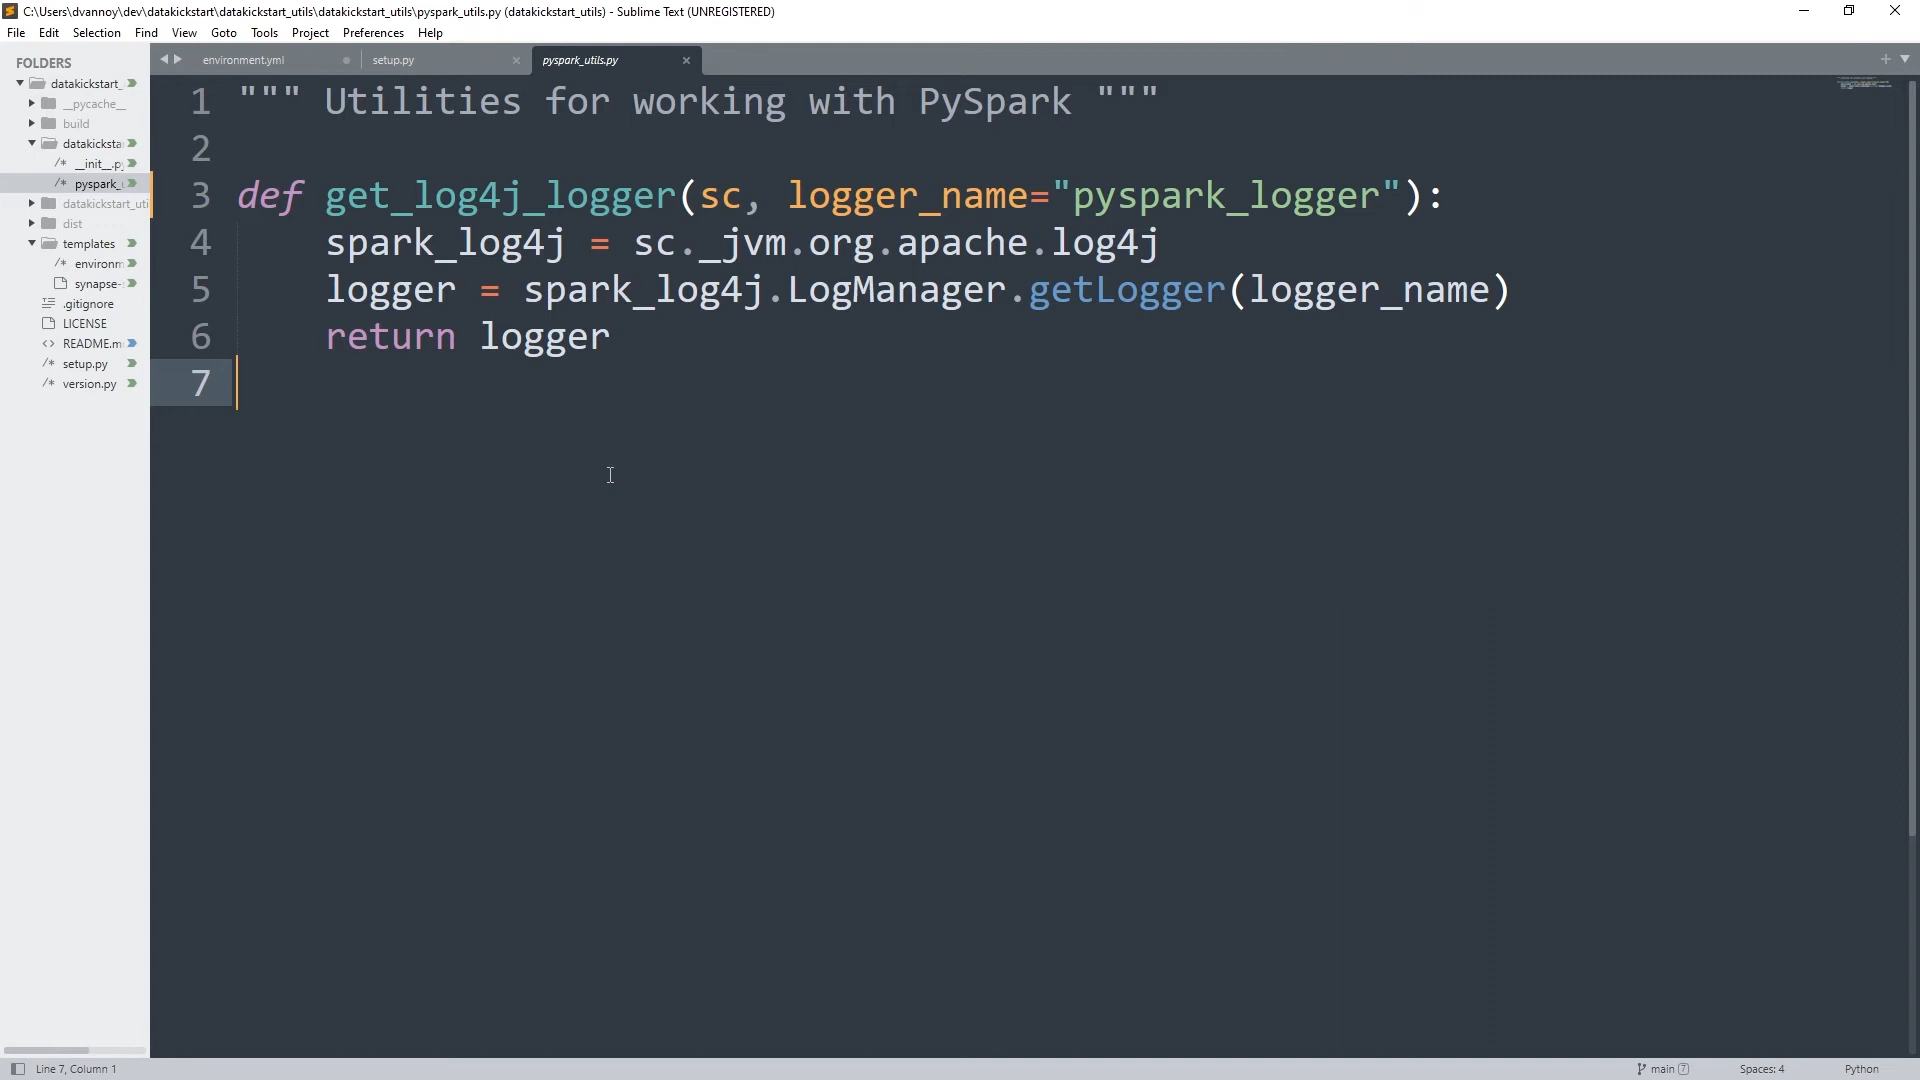 C:\Users\dvannoy\dev\datakickstart\datakickstart_utils\datakickstart_utils\pyspark_utils.py (datakickstart_utils) - Sublime Text (UNREGISTERED)
File Edit Selection Find View Goto Tools Project Preferences Help
FOLDERS
datakickstart_
__pycache__
build
datakicksta
__init__.py
pyspark_
datakickstart_uti
dist
templates
environm
synapse-
.gitignore
LICENSE
README.m
setup.py
version.py
environment.yml setup.py pyspark_utils.py
1 """ Utilities for working with PySpark """
2
3 def get_log4j_logger(sc, logger_name="pyspark_logger"):
4 spark_log4j = sc._jvm.org.apache.log4j
5 logger = spark_log4j.LogManager.getLogger(logger_name)
6 return logger
7
Line 7, Column 1 main 7 Spaces: 4 Python